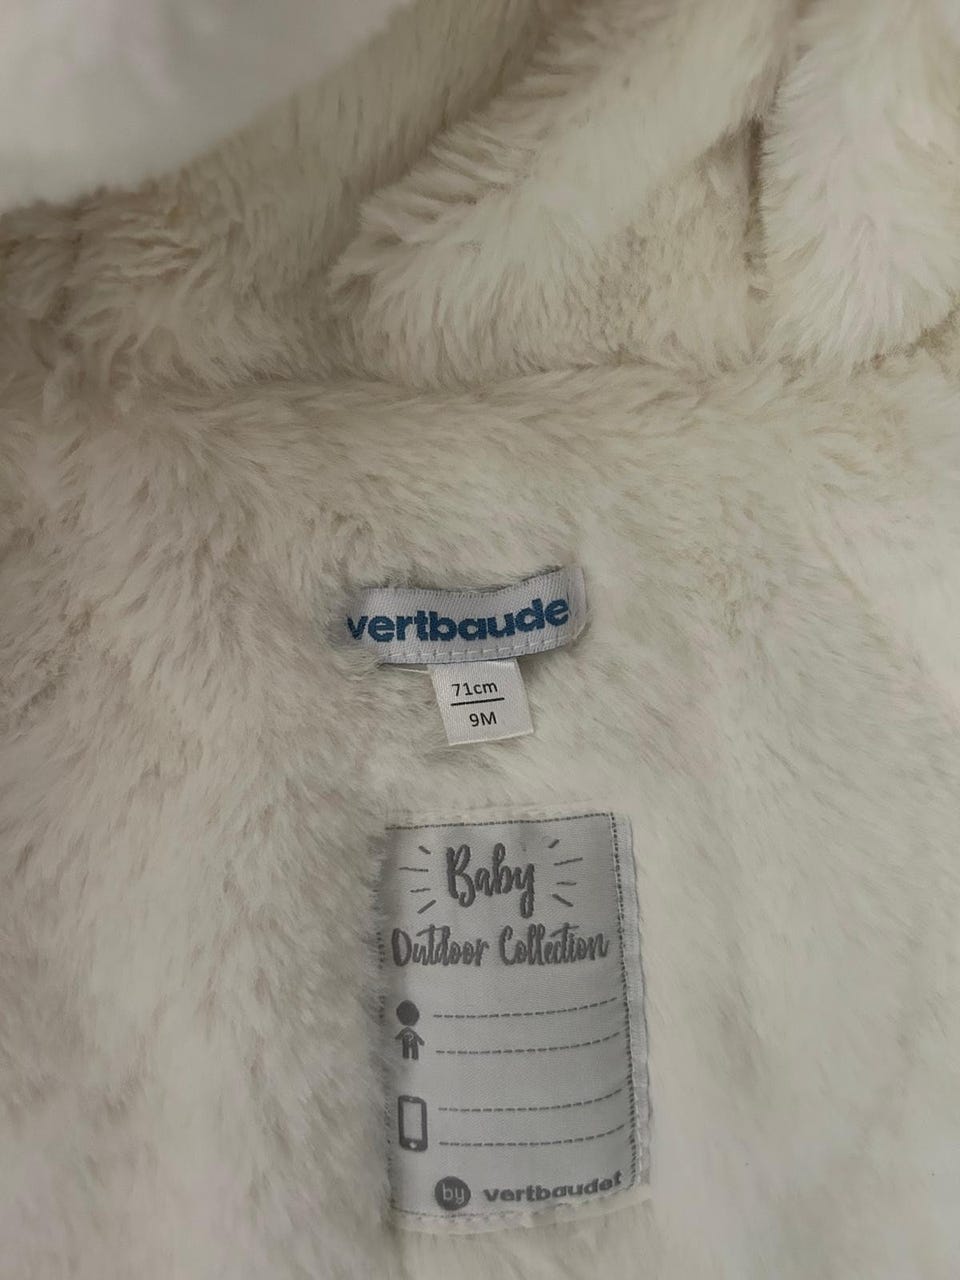 vertbaude
71cm
9M
Baby
Outdoor Collection
by vertbaudet